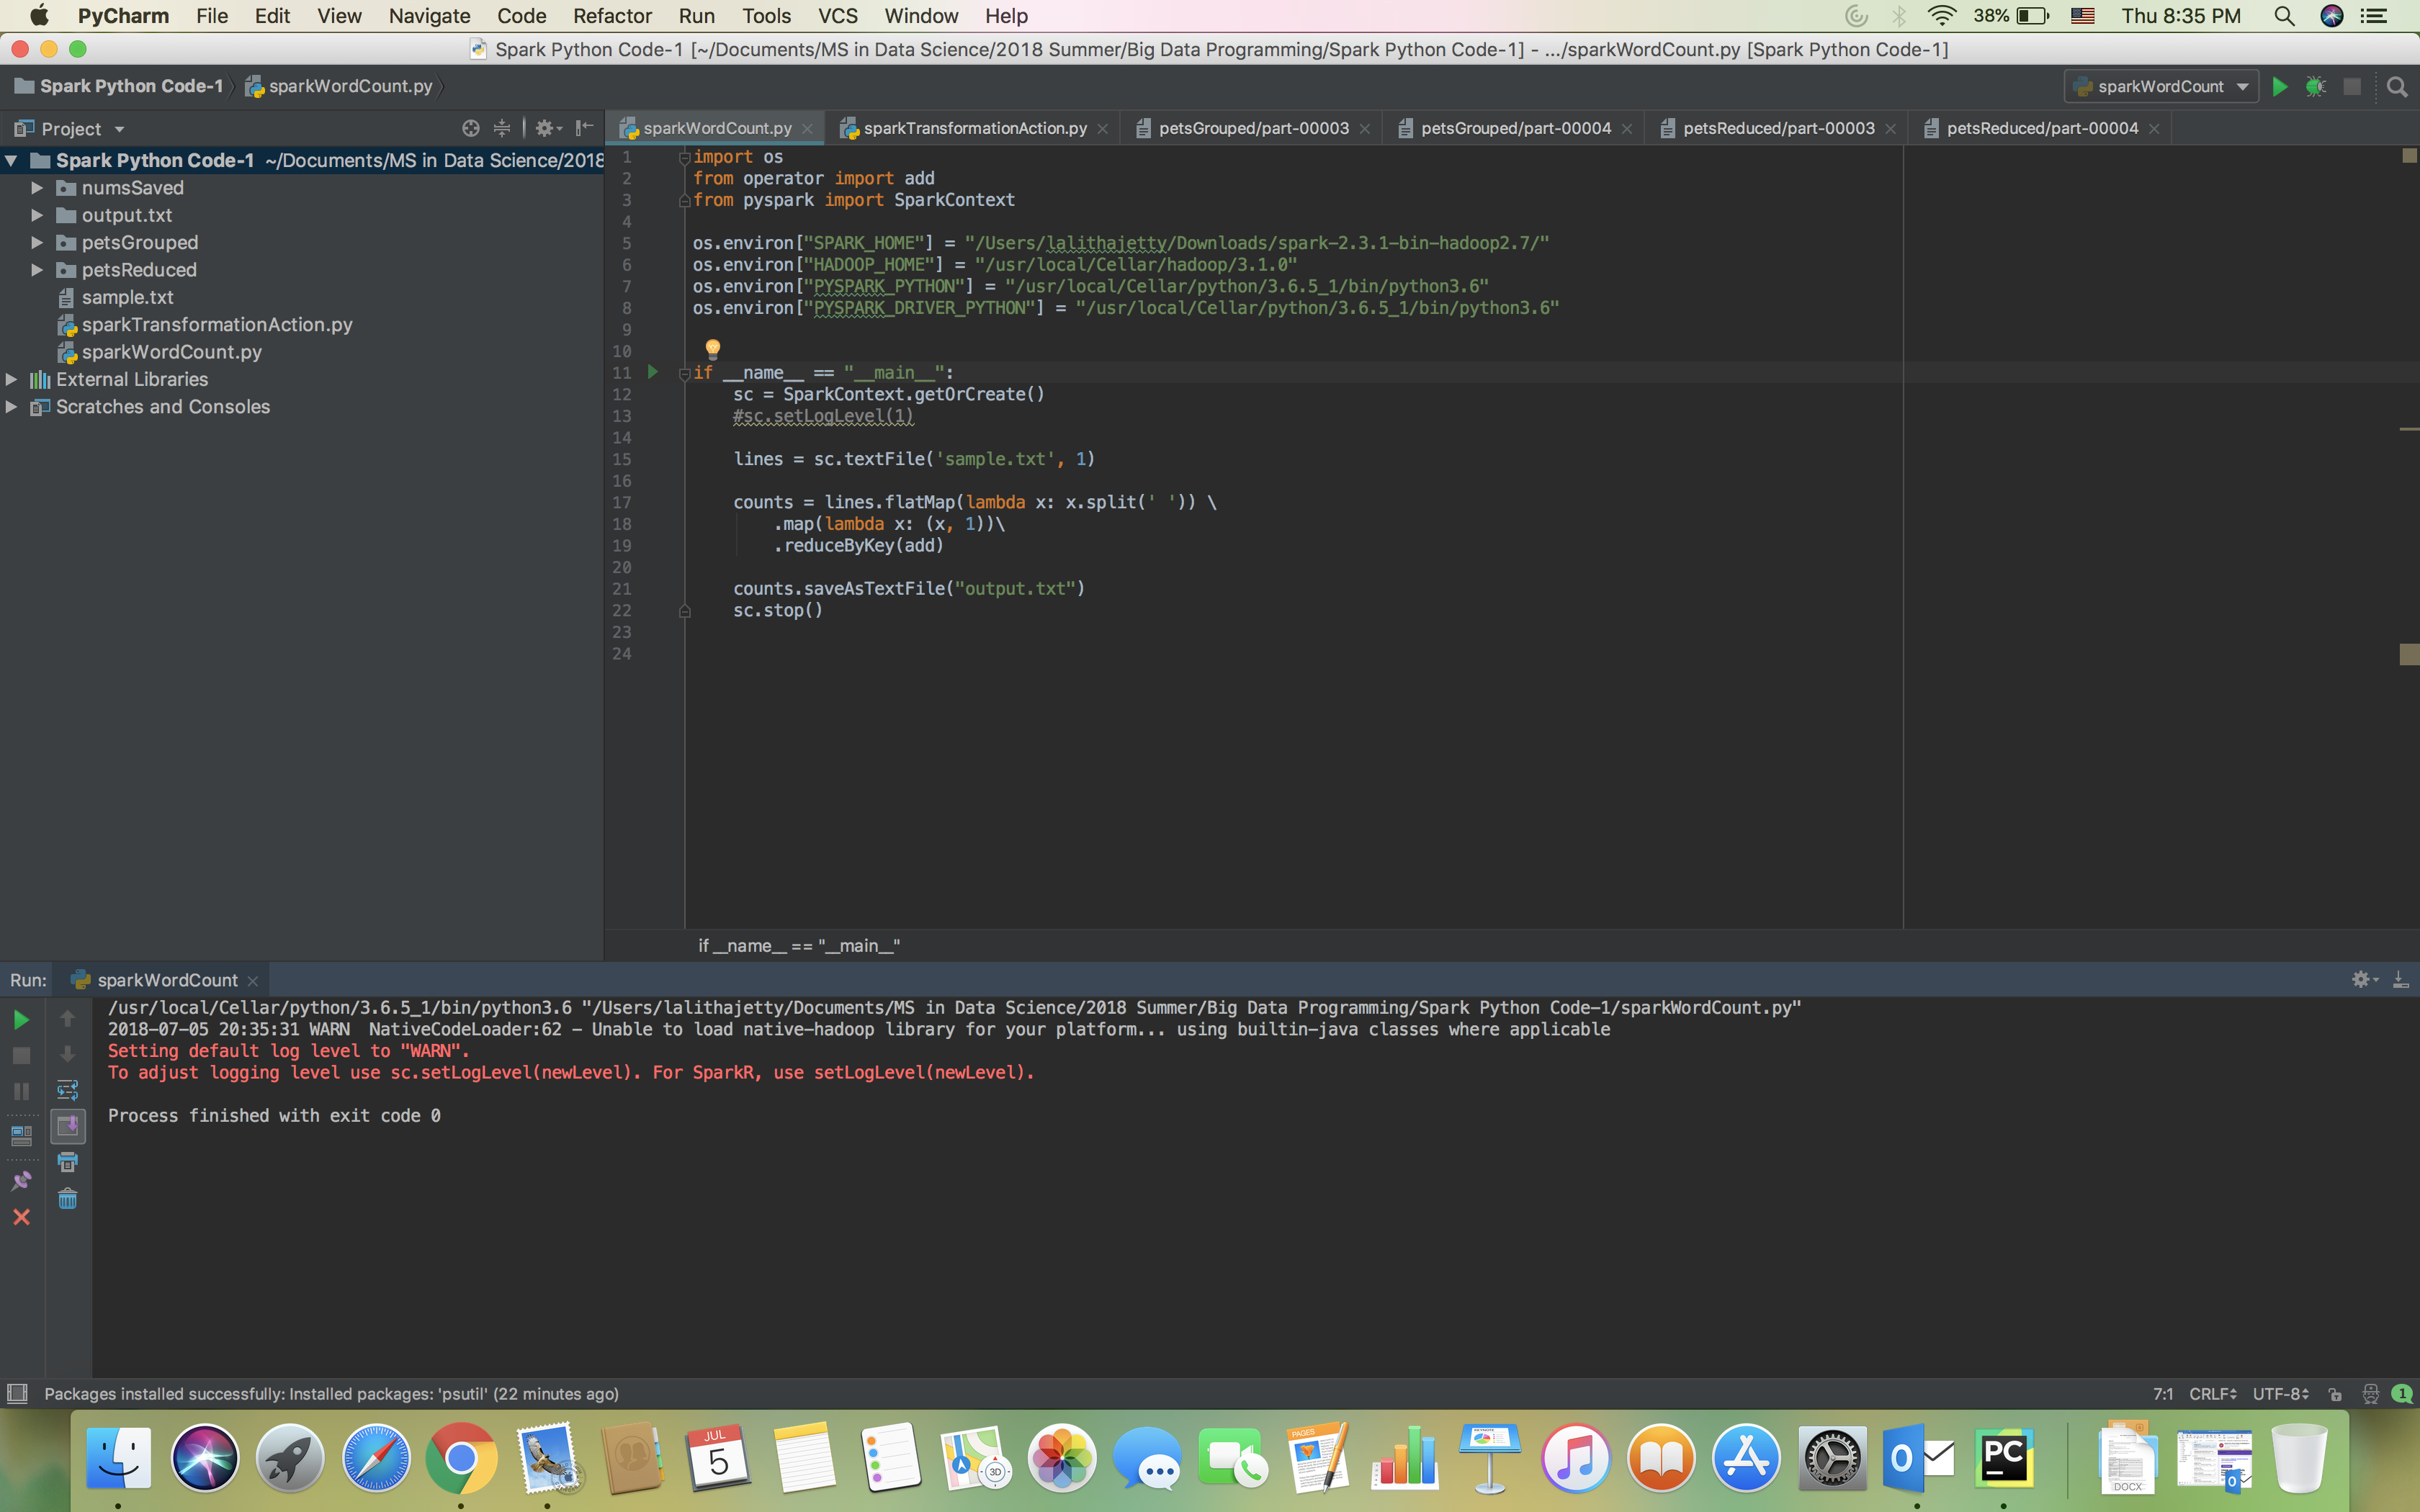 PyCharm File Edit View Navigate Code Refactor Run Tools VCS Window Help 38% Thu 8:35 PM
Spark Python Code-1 [~/Documents/MS in Data Science/2018 Summer/Big Data Programming/Spark Python Code-1] - .../sparkWordCount.py [Spark Python Code-1]
Spark Python Code-1 sparkWordCount.py sparkWordCount
Project
sparkWordCount.py sparkTransformationAction.py petsGrouped/part-00003 petsGrouped/part-00004 petsReduced/part-00003 petsReduced/part-00004
Spark Python Code-1 ~/Documents/MS in Data Science/2018
numsSaved
output.txt
petsGrouped
petsReduced
sample.txt
sparkTransformationAction.py
sparkWordCount.py
External Libraries
Scratches and Consoles
1 import os
2 from operator import add
3 from pyspark import SparkContext
4
5 os.environ["SPARK_HOME"] = "/Users/lalithajetty/Downloads/spark-2.3.1-bin-hadoop2.7/"
6 os.environ["HADOOP_HOME"] = "/usr/local/Cellar/hadoop/3.1.0"
7 os.environ["PYSPARK_PYTHON"] = "/usr/local/Cellar/python/3.6.5_1/bin/python3.6"
8 os.environ["PYSPARK_DRIVER_PYTHON"] = "/usr/local/Cellar/python/3.6.5_1/bin/python3.6"
9
10
11 if __name__ == "__main__":
12 sc = SparkContext.getOrCreate()
13 #sc.setLogLevel(1)
14
15 lines = sc.textFile('sample.txt', 1)
16
17 counts = lines.flatMap(lambda x: x.split(' ')) \
18 .map(lambda x: (x, 1))\
19 .reduceByKey(add)
20
21 counts.saveAsTextFile("output.txt")
22 sc.stop()
23
24
if __name__ == "__main__"
Run: sparkWordCount
/usr/local/Cellar/python/3.6.5_1/bin/python3.6 "/Users/lalithajetty/Documents/MS in Data Science/2018 Summer/Big Data Programming/Spark Python Code-1/sparkWordCount.py"
2018-07-05 20:35:31 WARN NativeCodeLoader:62 - Unable to load native-hadoop library for your platform... using builtin-java classes where applicable
Setting default log level to "WARN".
To adjust logging level use sc.setLogLevel(newLevel). For SparkR, use setLogLevel(newLevel).
Process finished with exit code 0
Packages installed successfully: Installed packages: 'psutil' (22 minutes ago) 7:1 CRLF UTF-8 1
JUL
5
3D
PAGES
PC
DOCX